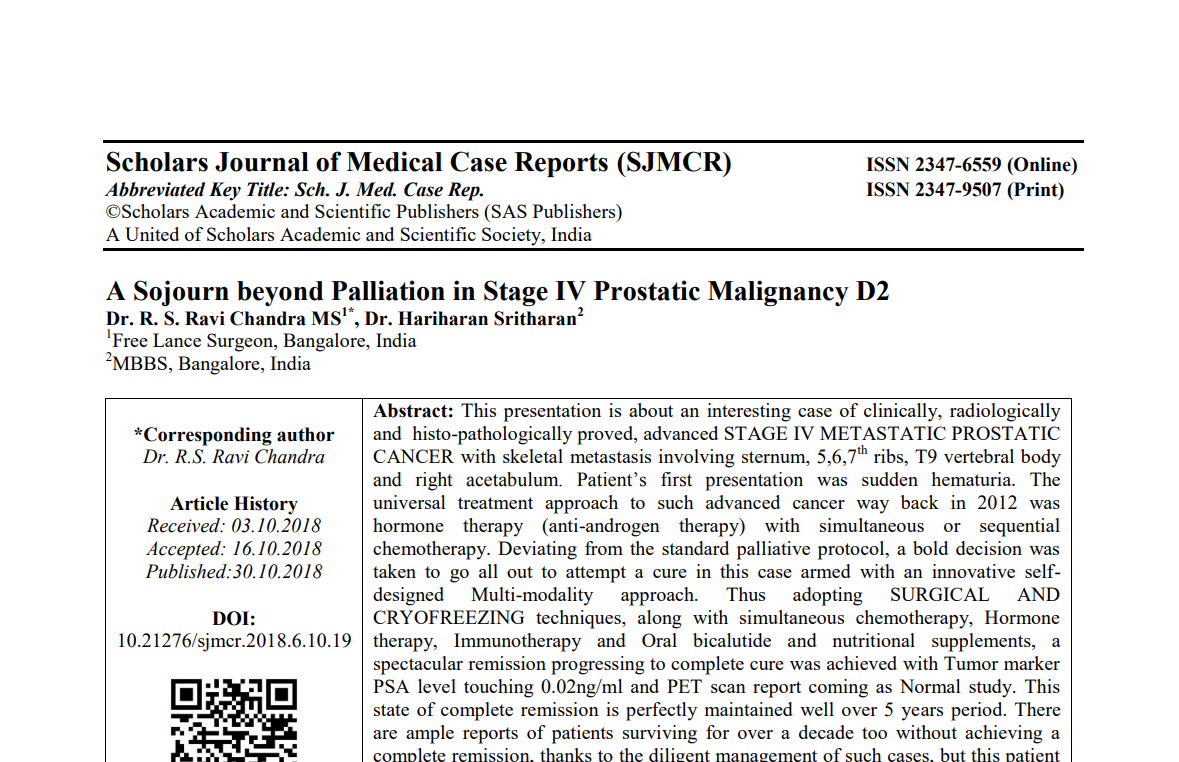 Scholars Journal of Medical Case Reports (SJMCR)
ISSN 2347-6559 (Online)
Abbreviated Key Title: Sch. J. Med. Case Rep.
ISSN 2347-9507 (Print)
©Scholars Academic and Scientific Publishers (SAS Publishers)
A United of Scholars Academic and Scientific Society, India
A Sojourn beyond Palliation in Stage IV Prostatic Malignancy D2
Dr. R. S. Ravi Chandra MS1*, Dr. Hariharan Sritharan2
1Free Lance Surgeon, Bangalore, India
2MBBS, Bangalore, India
*Corresponding author
Dr. R.S. Ravi Chandra
Article History
Received: 03.10.2018
Accepted: 16.10.2018
Published:30.10.2018
DOI:
10.21276/sjmcr.2018.6.10.19
Abstract: This presentation is about an interesting case of clinically, radiologically
and histo-pathologically proved, advanced STAGE IV METASTATIC PROSTATIC
CANCER with skeletal metastasis involving sternum, 5,6,7th ribs, T9 vertebral body
and right acetabulum. Patient’s first presentation was sudden hematuria. The
universal treatment approach to such advanced cancer way back in 2012 was
hormone therapy (anti-androgen therapy) with simultaneous or sequential
chemotherapy. Deviating from the standard palliative protocol, a bold decision was
taken to go all out to attempt a cure in this case armed with an innovative self-
designed Multi-modality approach. Thus adopting SURGICAL AND
CRYOFREEZING techniques, along with simultaneous chemotherapy, Hormone
therapy, Immunotherapy and Oral bicalutide and nutritional supplements, a
spectacular remission progressing to complete cure was achieved with Tumor marker
PSA level touching 0.02ng/ml and PET scan report coming as Normal study. This
state of complete remission is perfectly maintained well over 5 years period. There
are ample reports of patients surviving for over a decade too without achieving a
complete remission, thanks to the diligent management of such cases, but this patient